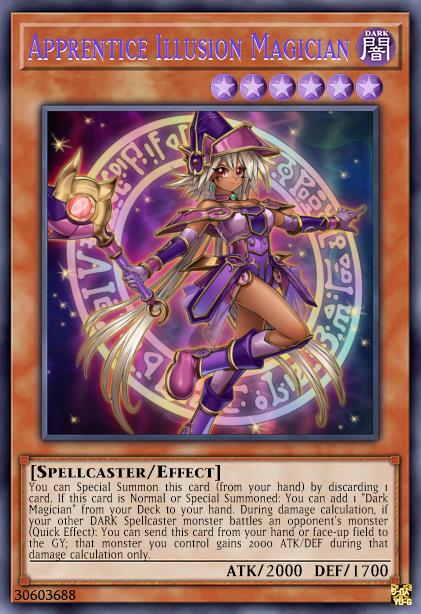 APPRENTICE ILLUSION MAGICIAN
DARK
闇
[SPELLCASTER/EFFECT]
You can Special Summon this card (from your hand) by discarding 1
card. If this card is Normal or Special Summoned: You can add 1 "Dark
Magician" from your Deck to your hand. During damage calculation, if
your other DARK Spellcaster monster battles an opponent's monster
(Quick Effect): You can send this card from your hand or face-up field to
the GY; that monster you control gains 2000 ATK/DEF during that
damage calculation only.
ATK/2000 DEF/1700
30603688